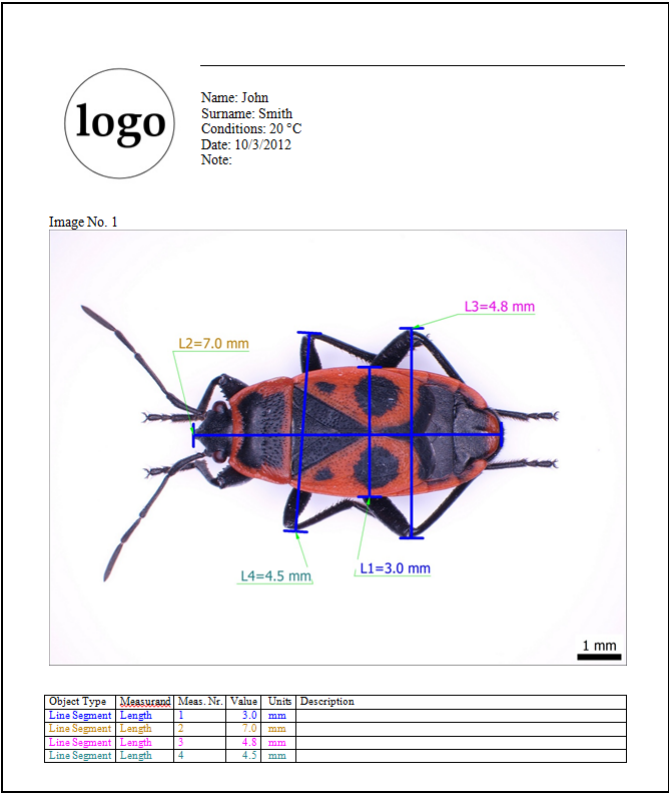 logo
Name: John
Surname: Smith
Conditions: 20 °C
Date: 10/3/2012
Note:
Image No. 1
L3=4.8 mm
L2=7.0 mm
L4=4.5 mm
L1=3.0 mm
1 mm
Object Type Measurand Meas. Nr. Value Units Description
Line Segment Length 1 3.0 mm
Line Segment Length 2 7.0 mm
Line Segment Length 3 4.8 mm
Line Segment Length 4 4.5 mm